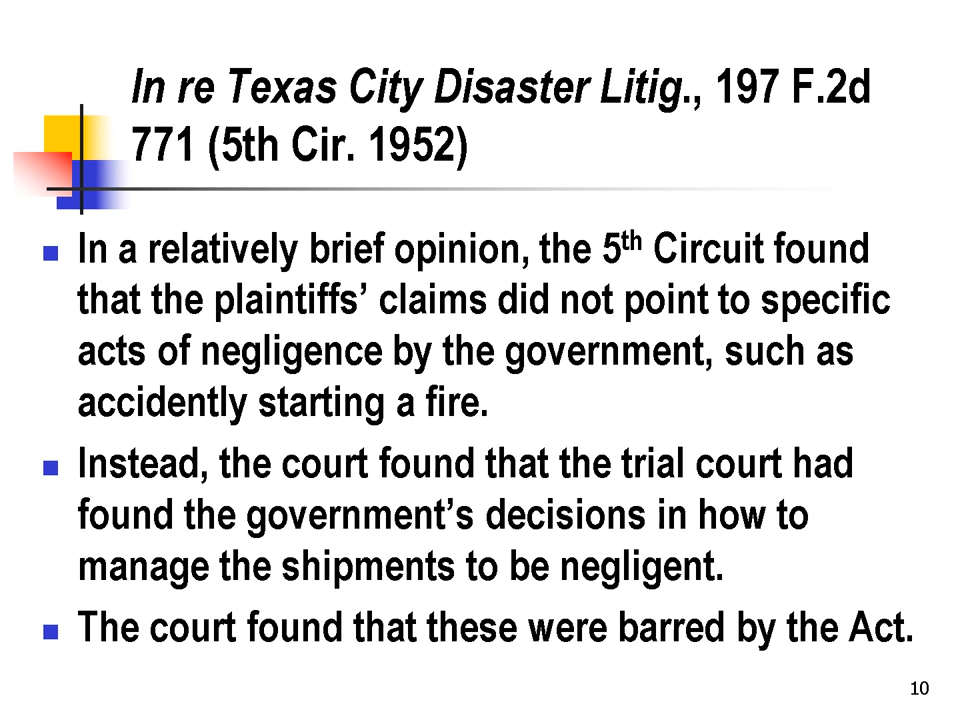 In re Texas City Disaster Litig., 197 F.2d
771 (5th Cir. 1952)
In a relatively brief opinion, the 5th Circuit found
that the plaintiffs’ claims did not point to specific
acts of negligence by the government, such as
accidently starting a fire.
Instead, the court found that the trial court had
found the government’s decisions in how to
manage the shipments to be negligent.
The court found that these were barred by the Act.
10